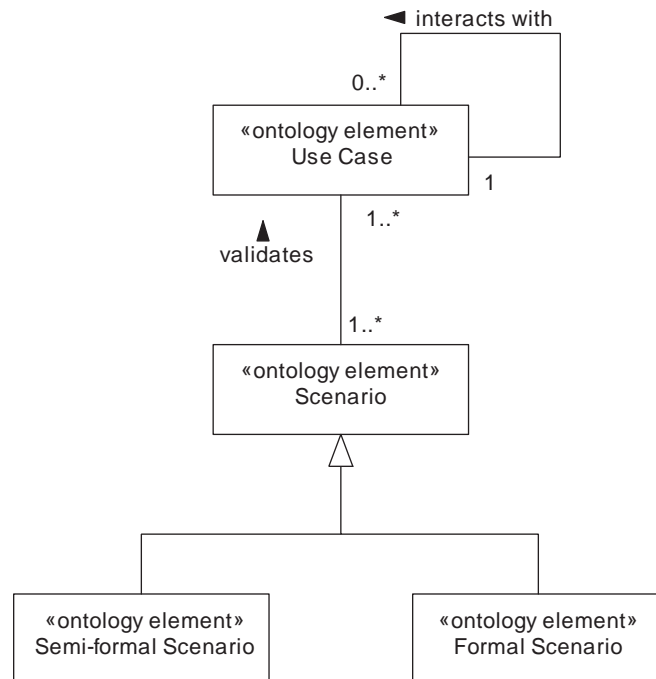 interacts with
0..*
«ontology element»
Use Case
1
1..*
validates
1..*
«ontology element»
Scenario
«ontology element»
Semi-formal Scenario
«ontology element»
Formal Scenario